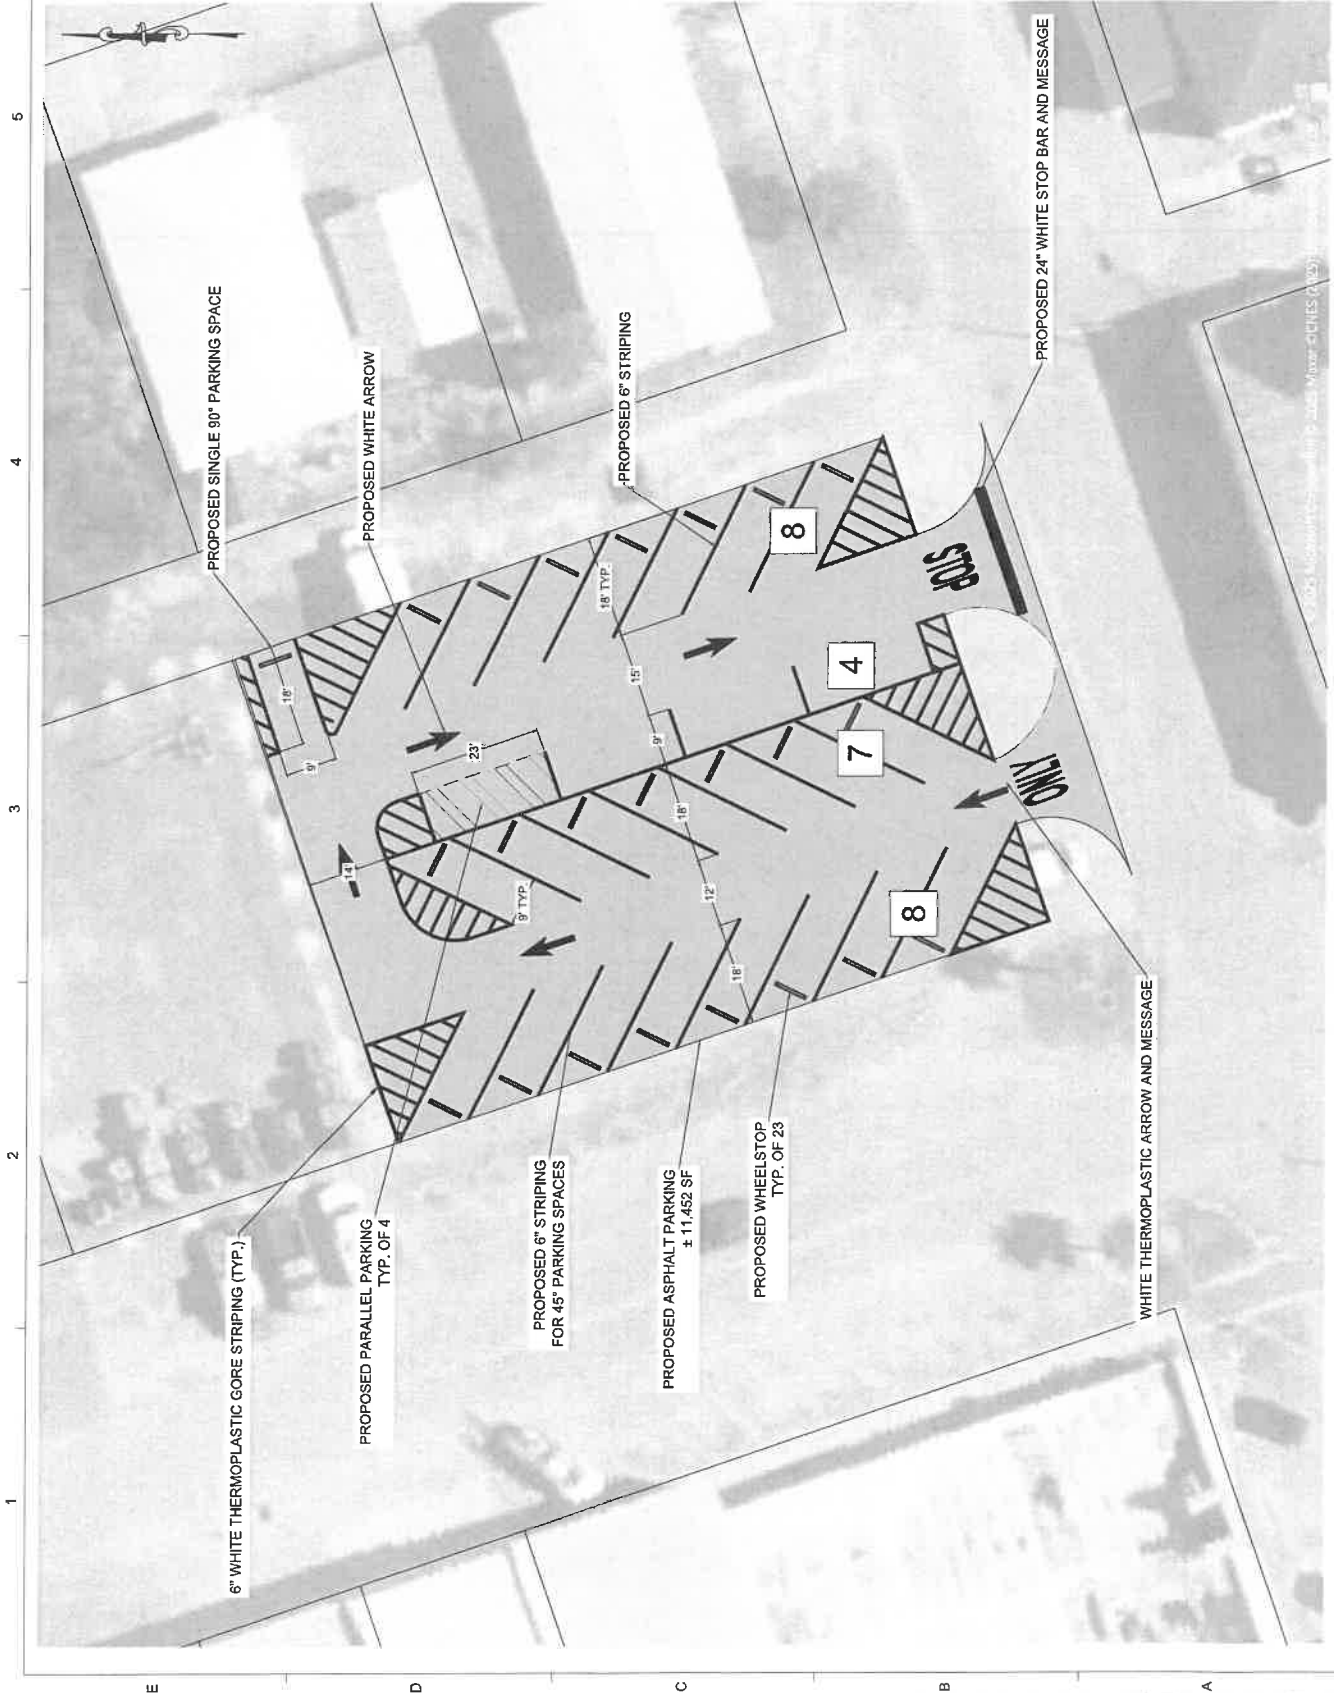 1
2
3
4
5
E
D
C
B
A
6" WHITE THERMOPLASTIC GORE STRIPING (TYP.)
PROPOSED PARALLEL PARKING
TYP. OF 4
PROPOSED 6" STRIPING
FOR 45° PARKING SPACES
PROPOSED ASPHALT PARKING
± 11,452 SF
PROPOSED WHEELSTOP
TYP. OF 23
WHITE THERMOPLASTIC ARROW AND MESSAGE
PROPOSED SINGLE 90° PARKING SPACE
PROPOSED WHITE ARROW
PROPOSED 6" STRIPING
PROPOSED 24" WHITE STOP BAR AND MESSAGE
18'
9'
14'
23'
9' TYP.
18' TYP.
15'
9'
18'
12'
18'
8
4
7
8
STOP
ONLY